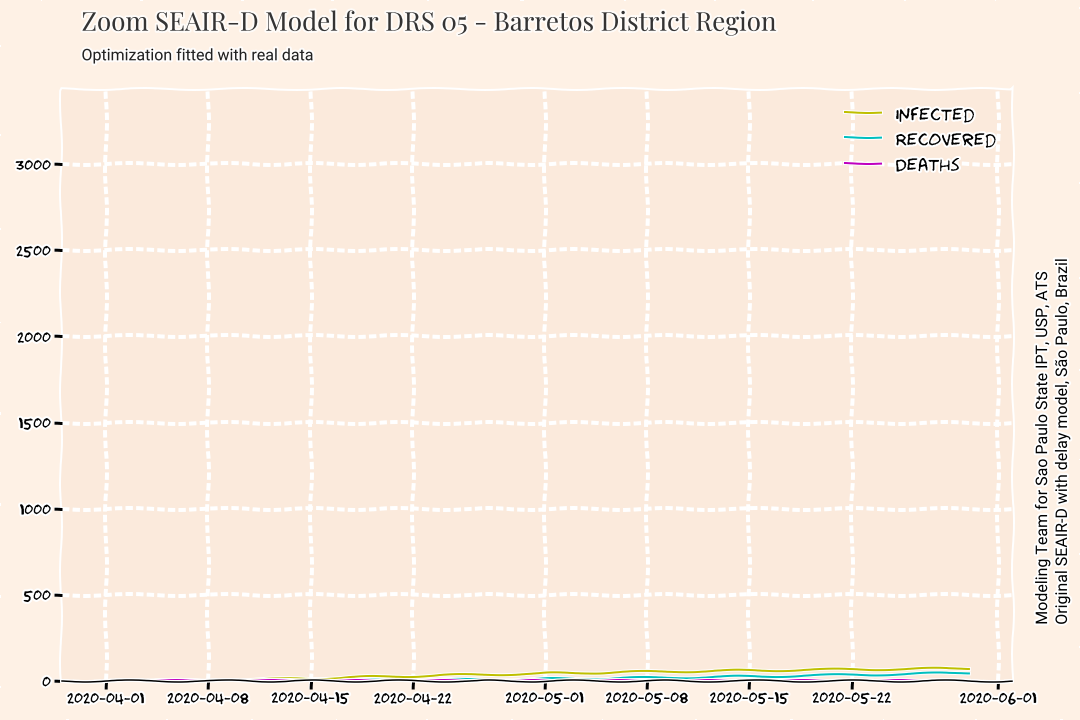 Zoom SEAIR-D Model for DRS 05 - Barretos District Region
Optimization fitted with real data
INFECTED
RECOVERED
DEATHS
3000
2500
2000
1500
1000
500
0
2020-04-01 2020-04-08 2020-04-15 2020-04-22 2020-05-01 2020-05-08 2020-05-15 2020-05-22 2020-06-01
Modeling Team for Sao Paulo State IPT, USP, ATS
Original SEAIR-D with delay model, São Paulo, Brazil